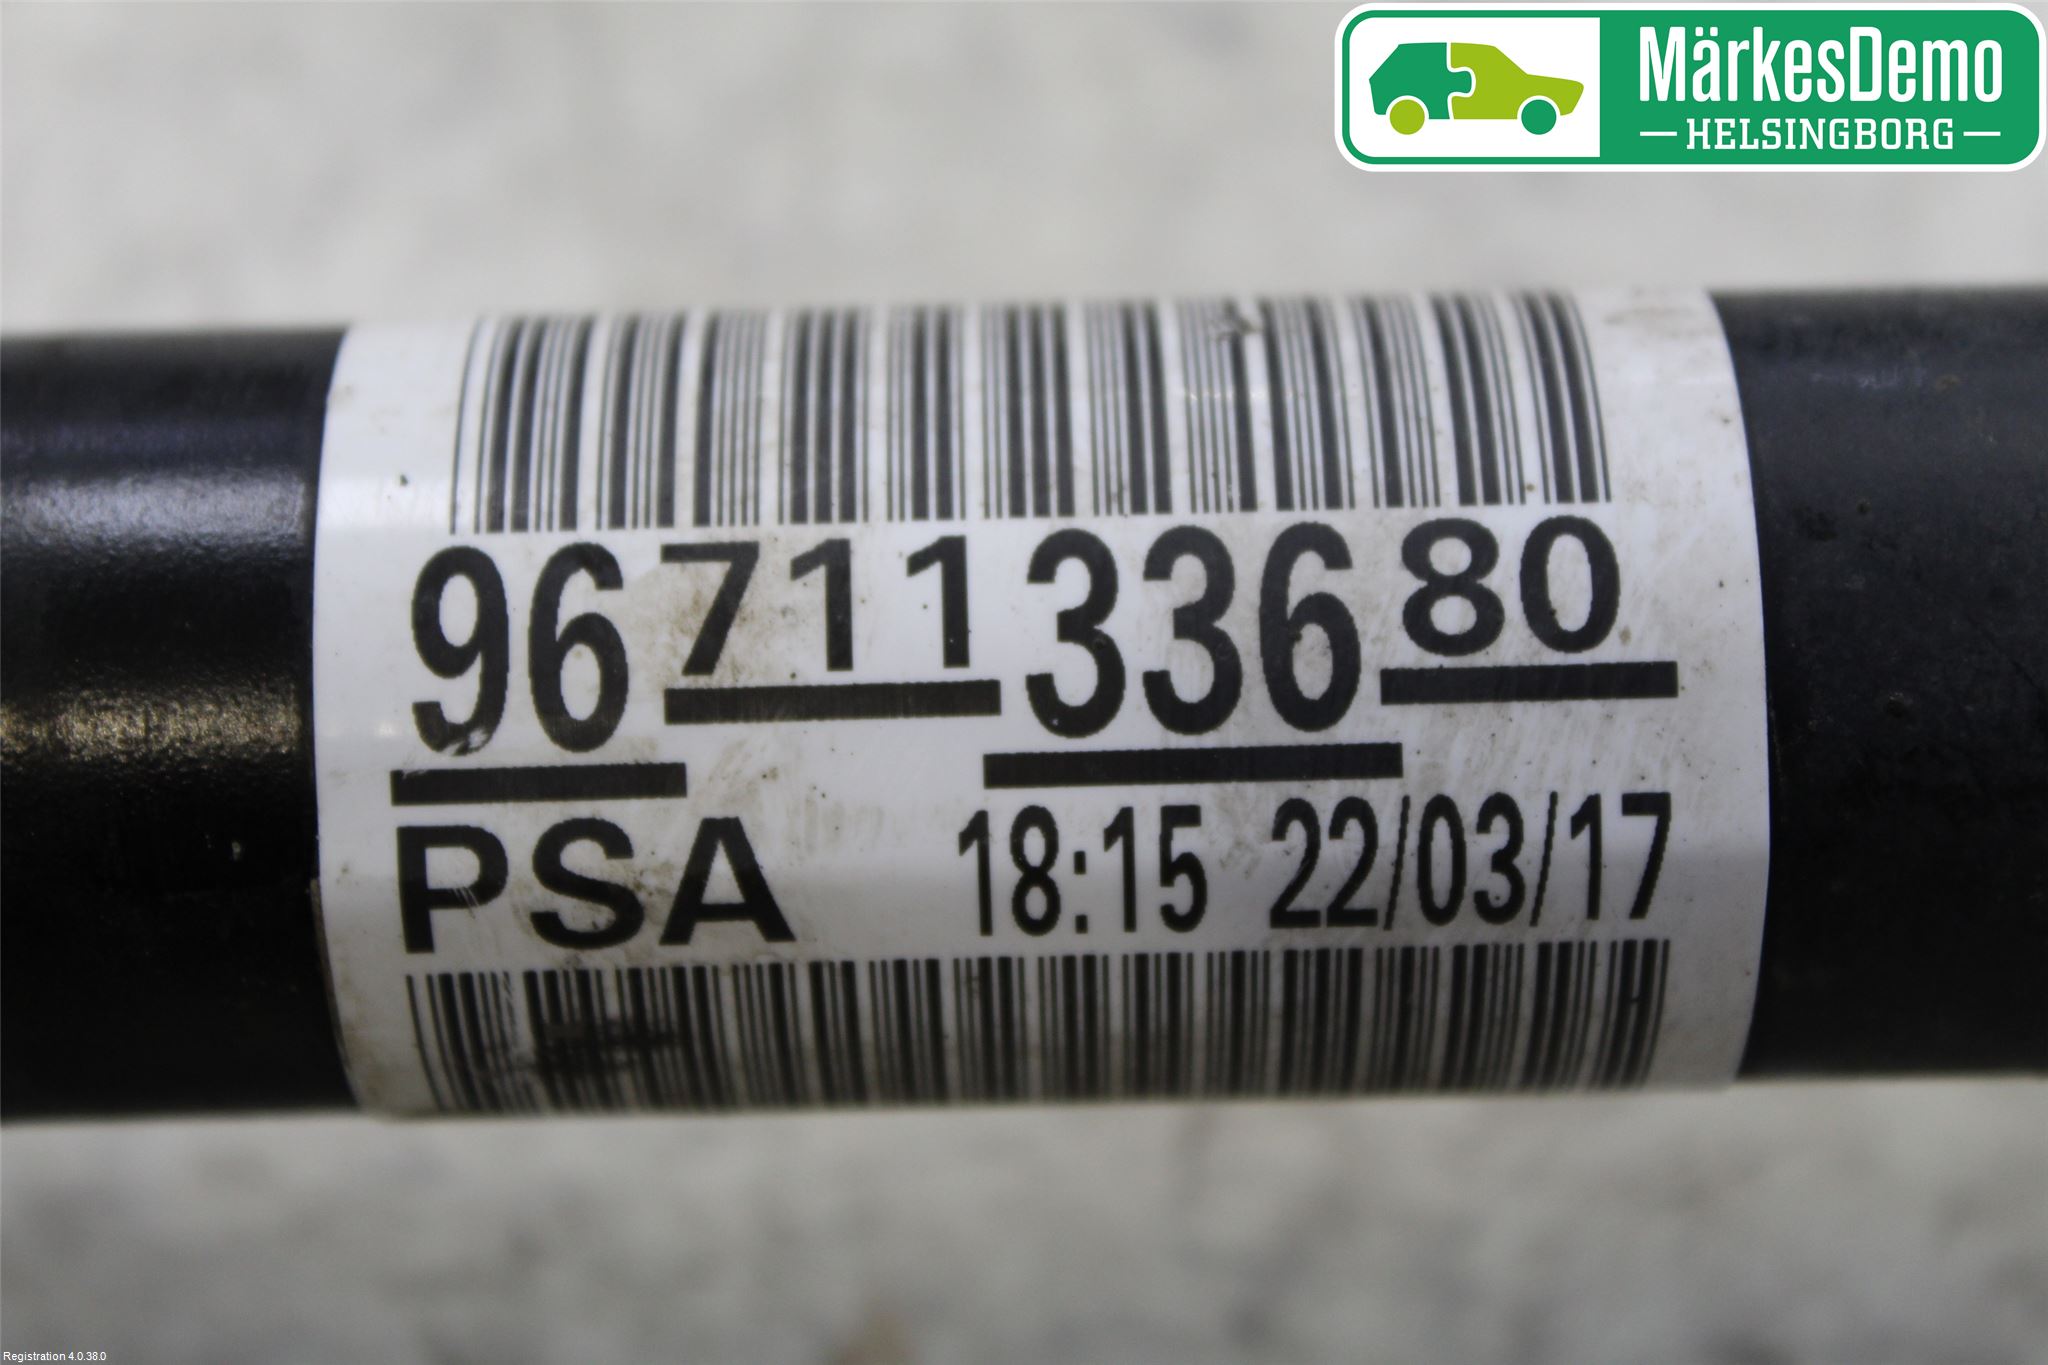 MärkesDemo
HELSINGBORG
9671133680
PSA 18:15 22/03/17
Registration 4.0.38.0